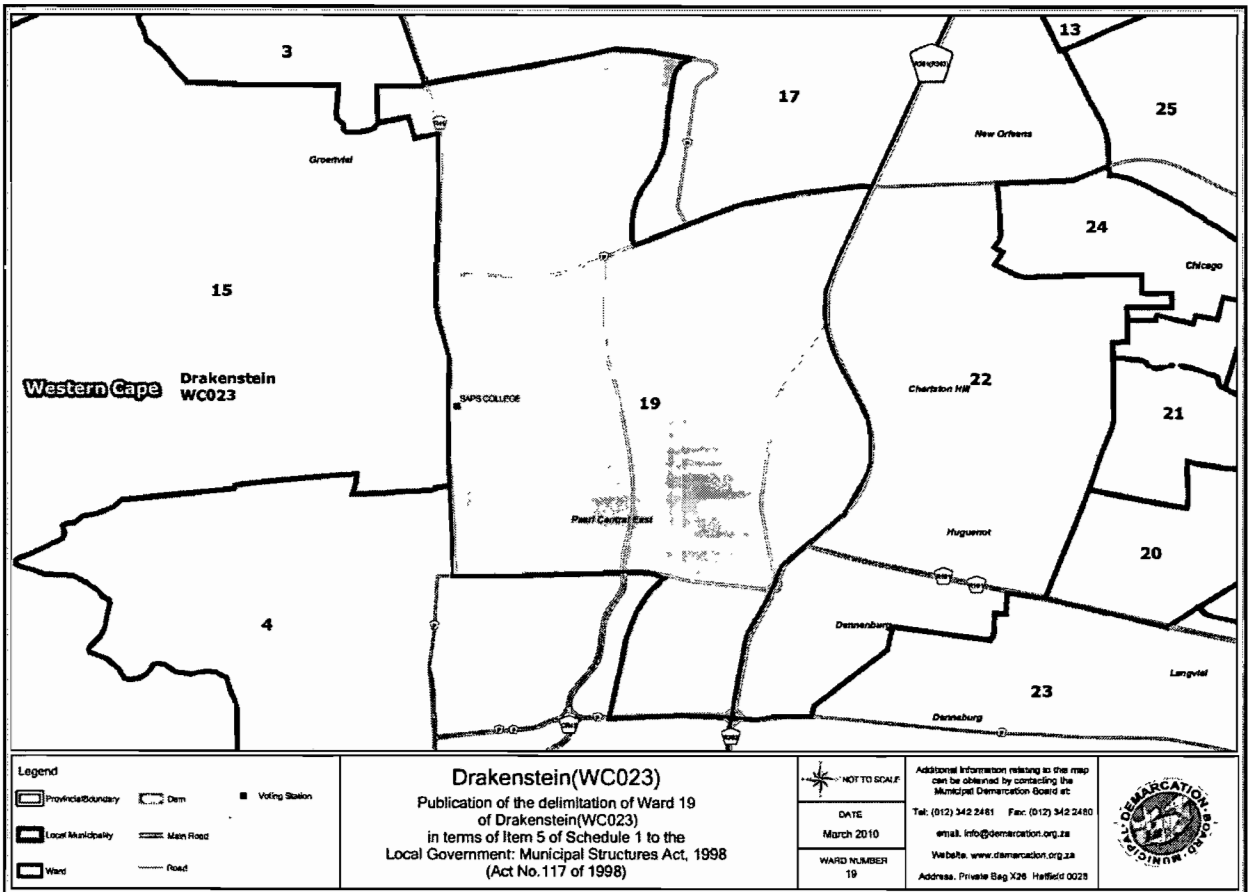 3
13
17
25
New Orleans
Groenvlei
24
Chicago
15
Western Cape
Drakenstein
WC023
SAPS COLLEGE
19
22
Charleston Hill
21
Paarl Central East
Huguenot
20
4
Dennenburg
Langvlei
23
Denneburg
Legend
Provincial Boundary
Dam
Voting Station
Local Municipality
Main Road
Ward
Road
Drakenstein(WC023)
Publication of the delimitation of Ward 19
of Drakenstein(WC023)
in terms of Item 5 of Schedule 1 to the
Local Government: Municipal Structures Act, 1998
(Act No.117 of 1998)
NOT TO SCALE
DATE
March 2010
WARD NUMBER
19
Additional information relating to this map
can be obtained by contacting the
Municipal Demarcation Board at:
Tel: (012) 342 2481 Fax: (012) 342 2480
email. info@demarcation.org.za
Website. www.demarcation.org.za
Address. Private Bag X28 Hatfield 0028
MUNICIPAL DEMARCATION BOARD